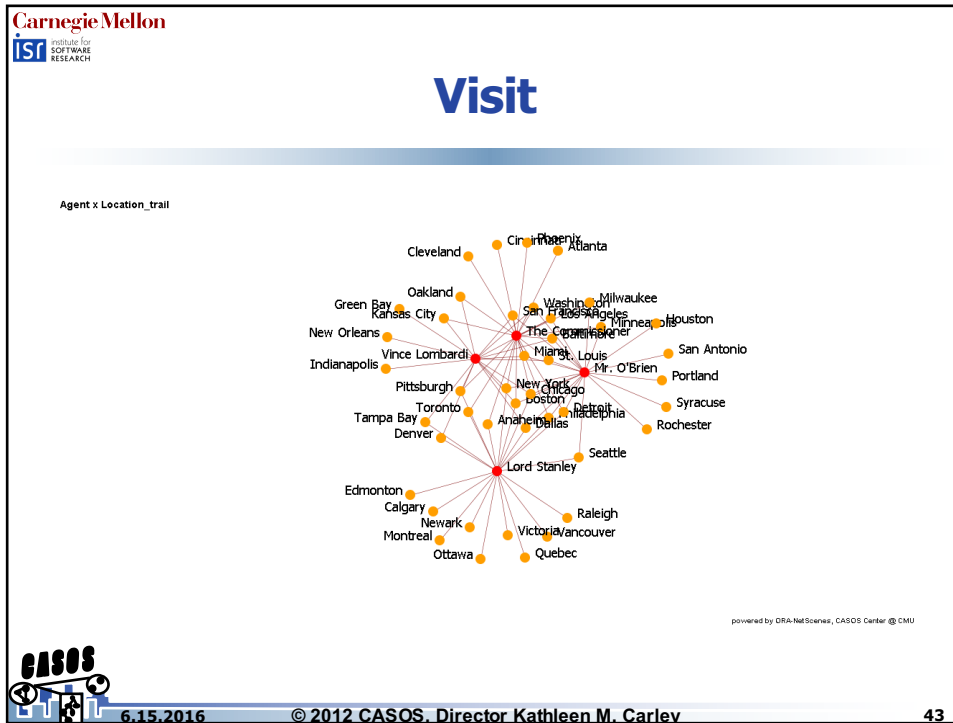 Carnegie Mellon
isr institute for
SOFTWARE
RESEARCH
Visit
Agent x Location_trail
Cincinnati
Phoenix
Atlanta
Cleveland
Oakland
Washington
Milwaukee
Green Bay
Kansas City
San Francisco
Los Angeles
Minneapolis
Houston
New Orleans
The Commissioner
Baltimore
Vince Lombardi
Miami
St. Louis
San Antonio
Indianapolis
Mr. O'Brien
Portland
Pittsburgh
New York
Chicago
Boston
Syracuse
Toronto
Detroit
Tampa Bay
Anaheim
Philadelphia
Dallas
Rochester
Denver
Seattle
Lord Stanley
Edmonton
Calgary
Raleigh
Newark
Montreal
Victoria
Vancouver
Ottawa
Quebec
powered by ORA-NetScenes, CASOS Center @ CMU
CASOS
6.15.2016
© 2012 CASOS, Director Kathleen M. Carley
43